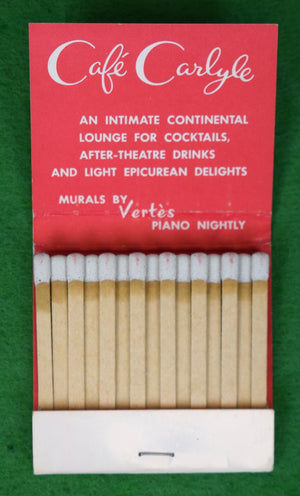 Café Carlyle
AN INTIMATE CONTINENTAL
LOUNGE FOR COCKTAILS,
AFTER-THEATRE DRINKS
AND LIGHT EPICUREAN DELIGHTS
MURALS BY Vertès
PIANO NIGHTLY